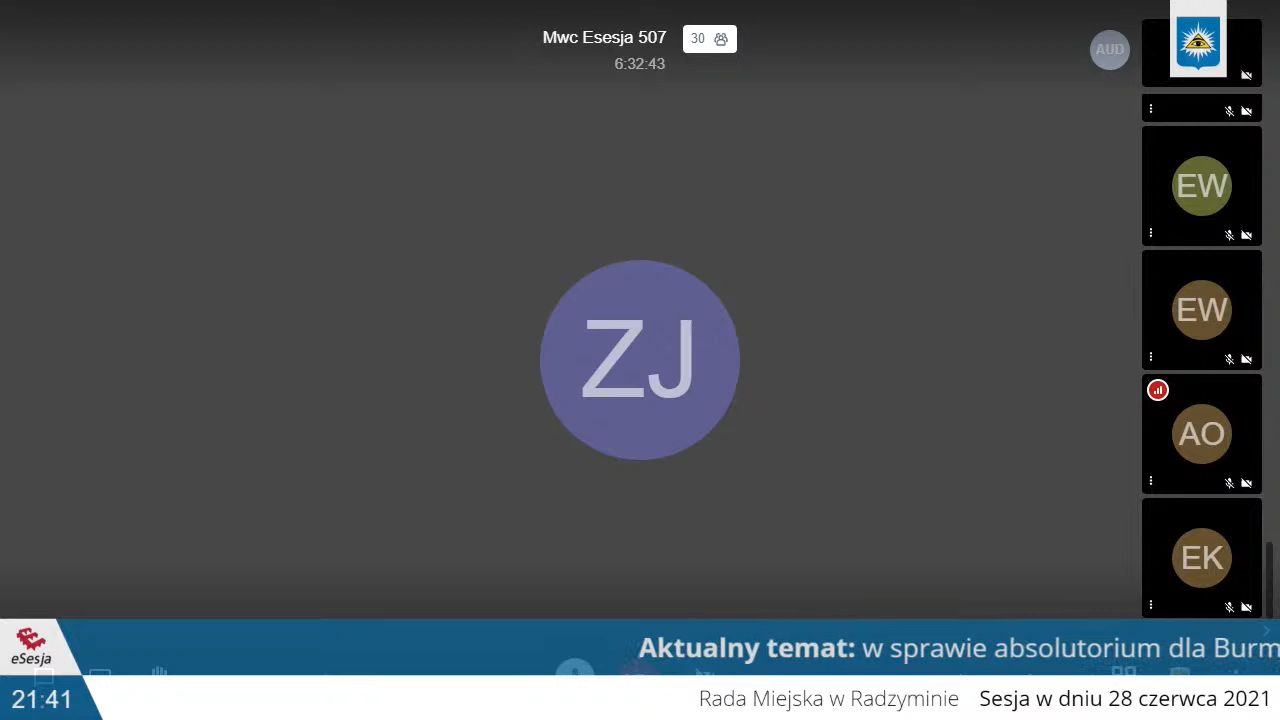 Mwc Esesja 507
30
6:32:43
AUD
EW
EW
ZJ
AO
EK
Aktualny temat: w sprawie absolutorium dla Burm
eSesja
21:41
Rada Miejska w Radzyminie Sesja w dniu 28 czerwca 2021